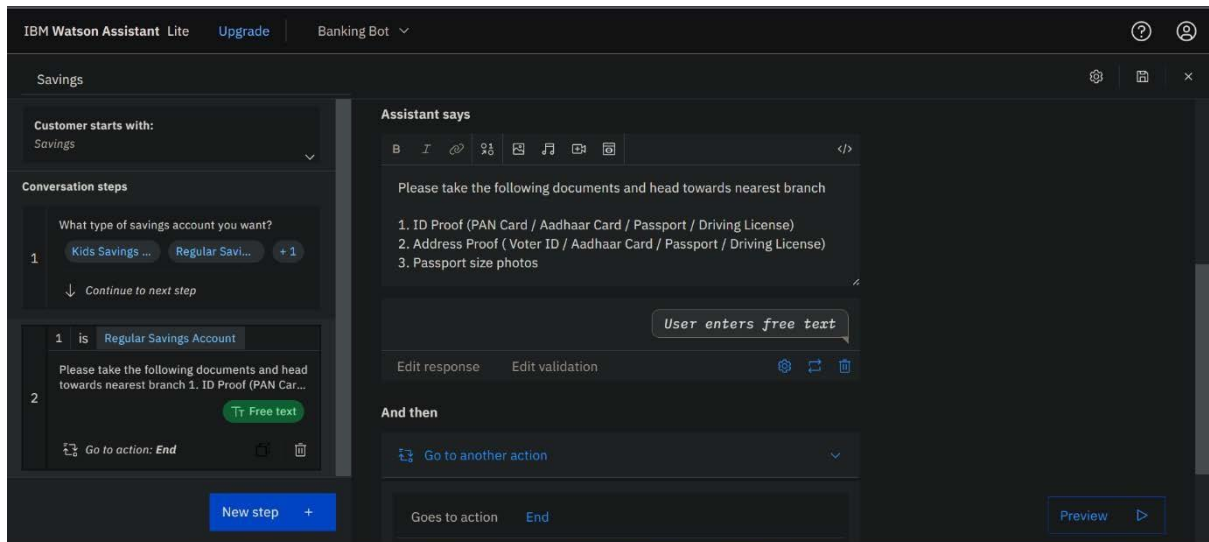 IBM Watson Assistant Lite Upgrade Banking Bot
Savings
Customer starts with:
Savings
Conversation steps
1
What type of savings account you want?
Kids Savings ... Regular Savi... + 1
Continue to next step
2
1 is Regular Savings Account
Please take the following documents and head
towards nearest branch 1. ID Proof (PAN Car...
Tт Free text
Go to action: End
New step +
Assistant says
B I </>
Please take the following documents and head towards nearest branch
1. ID Proof (PAN Card / Aadhaar Card / Passport / Driving License)
2. Address Proof ( Voter ID / Aadhaar Card / Passport / Driving License)
3. Passport size photos
User enters free text
Edit response Edit validation
And then
Go to another action
Goes to action End
Preview